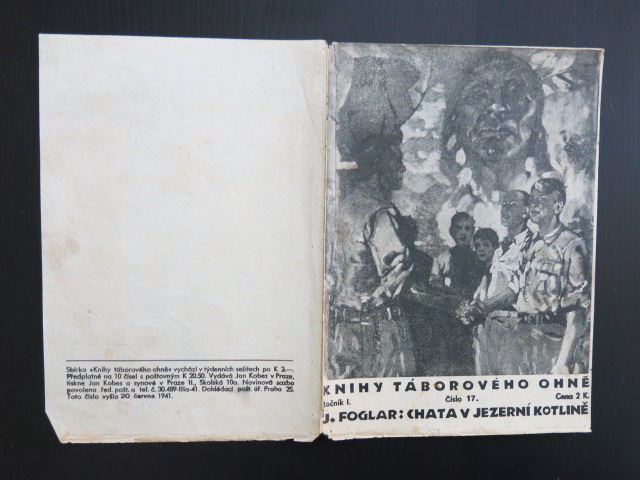 Sbírka »Knihy táborového ohně« vychází v týdenních sešitech po K 2.—.
Předplatné na 10 čísel s poštovným K 20.50. Vydává Jan Kobes v Praze,
tiskne Jan Kobes a synové v Praze II., Školská 10a. Novinová sazba
povolena řed. pošt. a tel. č. 30.489-IIIa-41. Dohlédací pošt. úř. Praha 25.
Toto číslo vyšlo 20. června 1941.
KNIHY TÁBOROVÉHO OHNĚ
Ročník I. Číslo 17. Cena 2 K.
J. FOGLAR: CHATA V JEZERNÍ KOTLINĚ